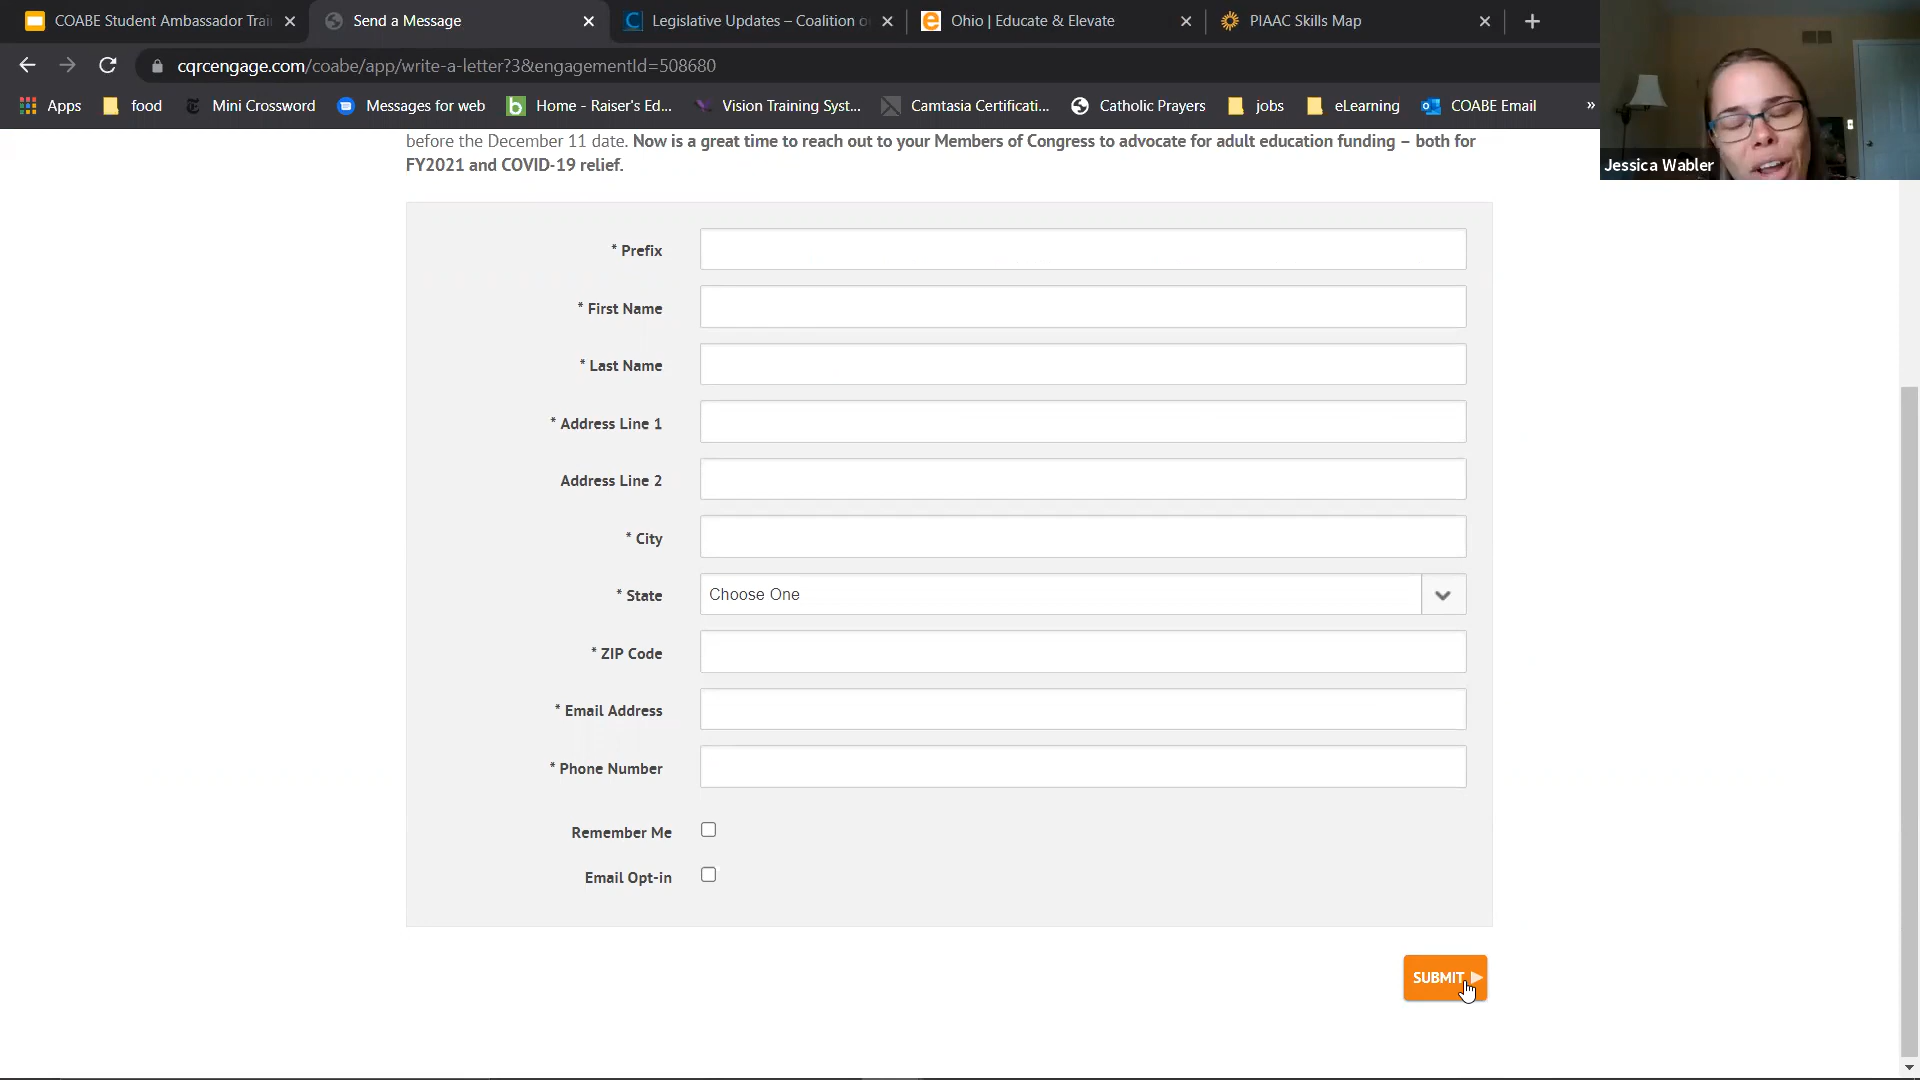 COABE Student Ambassador Trai
Send a Message
Legislative Updates – Coalition o
Ohio | Educate & Elevate
PIAAC Skills Map
cqrcengage.com/coabe/app/write-a-letter?3&engagementId=508680
Apps
food
Mini Crossword
Messages for web
Home - Raiser's Ed...
Vision Training Syst...
Camtasia Certificati...
Catholic Prayers
jobs
eLearning
COABE Email
»
Jessica Wabler
before the December 11 date. Now is a great time to reach out to your Members of Congress to advocate for adult education funding – both for
FY2021 and COVID-19 relief.
* Prefix
* First Name
* Last Name
* Address Line 1
Address Line 2
* City
* State Choose One
* ZIP Code
* Email Address
* Phone Number
Remember Me
Email Opt-in
SUBMIT